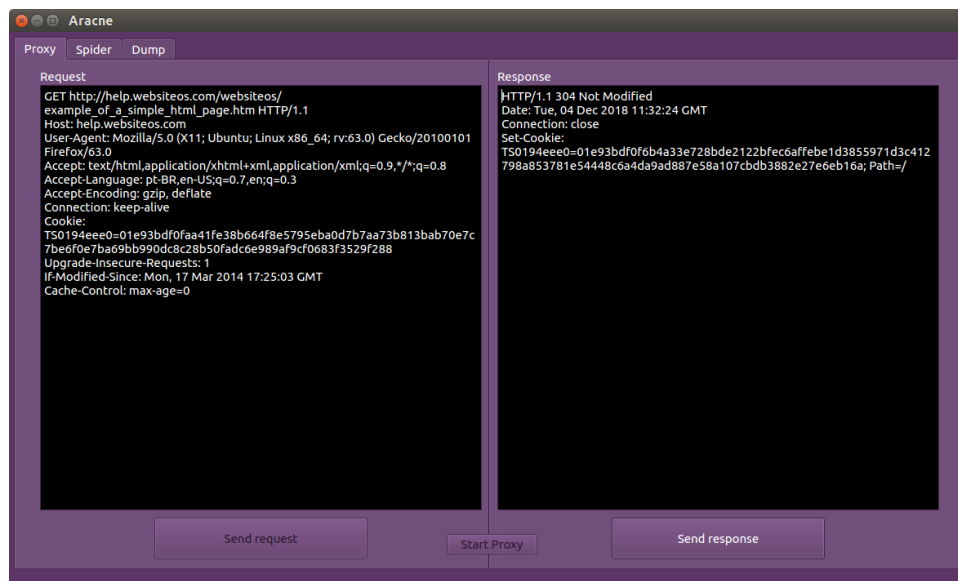 Aracne
Proxy Spider Dump
Request
GET http://help.websiteos.com/websiteos/
example_of_a_simple_html_page.htm HTTP/1.1
Host: help.websiteos.com
User-Agent: Mozilla/5.0 (X11; Ubuntu; Linux x86_64; rv:63.0) Gecko/20100101
Firefox/63.0
Accept: text/html,application/xhtml+xml,application/xml;q=0.9,*/*;q=0.8
Accept-Language: pt-BR,en-US;q=0.7,en;q=0.3
Accept-Encoding: gzip, deflate
Connection: keep-alive
Cookie:
TS0194eee0=01e93bdf0faa41fe38b664f8e5795eba0d7b7aa73b813bab70e7c
7be6f0e7ba69bb990dc8c28b50fadc6e989af9cf0683f3529f288
Upgrade-Insecure-Requests: 1
If-Modified-Since: Mon, 17 Mar 2014 17:25:03 GMT
Cache-Control: max-age=0
Response
HTTP/1.1 304 Not Modified
Date: Tue, 04 Dec 2018 11:32:24 GMT
Connection: close
Set-Cookie:
TS0194eee0=01e93bdf0f6b4a33e728bde2122bfec6affebe1d3855971d3c412
798a853781e54448c6a4da9ad887e58a107cbdb3882e27e6eb16a; Path=/
Send request
Start Proxy
Send response